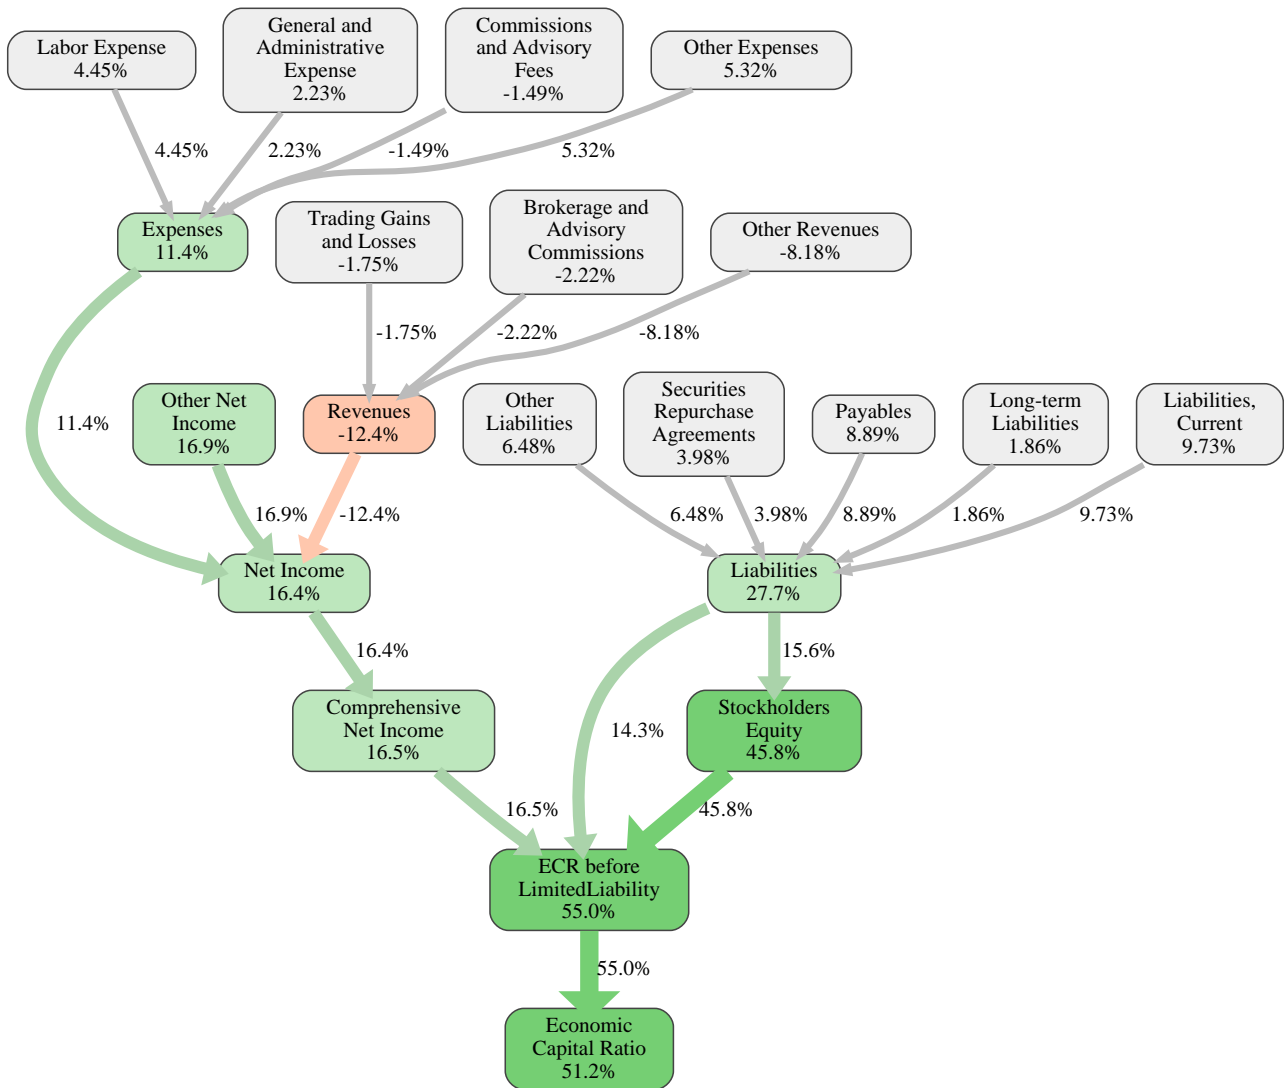 Labor Expense
4.45%
General and
Administrative
Expense
2.23%
Commissions
and Advisory
Fees
-1.49%
Other Expenses
5.32%
4.45%
2.23%
-1.49%
5.32%
Expenses
11.4%
Trading Gains
and Losses
-1.75%
Brokerage and
Advisory
Commissions
-2.22%
Other Revenues
-8.18%
-1.75%
-2.22%
-8.18%
11.4%
Other Net
Income
16.9%
Revenues
-12.4%
Other
Liabilities
6.48%
Securities
Repurchase
Agreements
3.98%
Payables
8.89%
Long-term
Liabilities
1.86%
Liabilities,
Current
9.73%
16.9%
-12.4%
6.48%
3.98%
8.89%
1.86%
9.73%
Net Income
16.4%
Liabilities
27.7%
16.4%
15.6%
Comprehensive
Net Income
16.5%
14.3%
Stockholders
Equity
45.8%
16.5%
45.8%
ECR before
LimitedLiability
55.0%
55.0%
Economic
Capital Ratio
51.2%